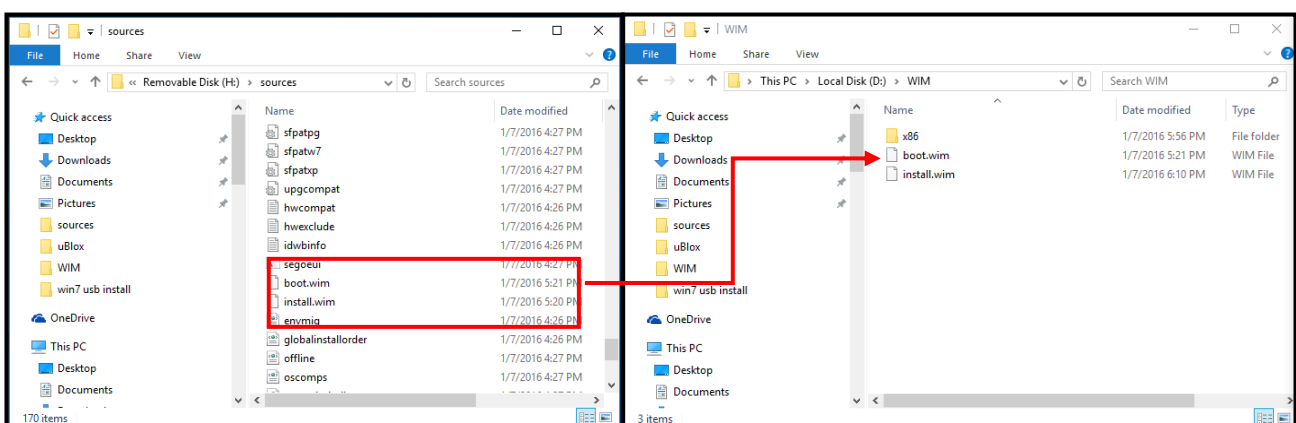 sources
File Home Share View
« Removable Disk (H:) > sources
Search sources
Quick access
Desktop
Downloads
Documents
Pictures
sources
uBlox
WIM
win7 usb install
OneDrive
This PC
Desktop
Documents
Name Date modified
sfpatpg 1/7/2016 4:27 PM
sfpatw7 1/7/2016 4:27 PM
sfpatxp 1/7/2016 4:27 PM
upgcompat 1/7/2016 4:27 PM
hwcompat 1/7/2016 4:26 PM
hwexclude 1/7/2016 4:26 PM
idwbinfo 1/7/2016 4:26 PM
segoeui 1/7/2016 4:27 PM
boot.wim 1/7/2016 5:21 PM
install.wim 1/7/2016 5:20 PM
envmig 1/7/2016 4:26 PM
globalinstallorder 1/7/2016 4:26 PM
offline 1/7/2016 4:27 PM
oscomps 1/7/2016 4:27 PM
170 items
WIM
File Home Share View
> This PC > Local Disk (D:) > WIM
Search WIM
Quick access
Desktop
Downloads
Documents
Pictures
sources
uBlox
WIM
win7 usb install
OneDrive
This PC
Desktop
Documents
Name Date modified Type
x86 1/7/2016 5:56 PM File folder
boot.wim 1/7/2016 5:21 PM WIM File
install.wim 1/7/2016 6:10 PM WIM File
3 items